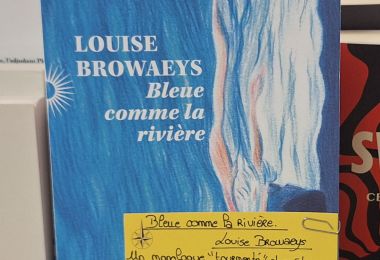 LOUISE
BROWAEYS
Bleue
comme la
rivière
Bleue comme la Rivière.
Louise Browaeys
Un monologue "tourmenté"